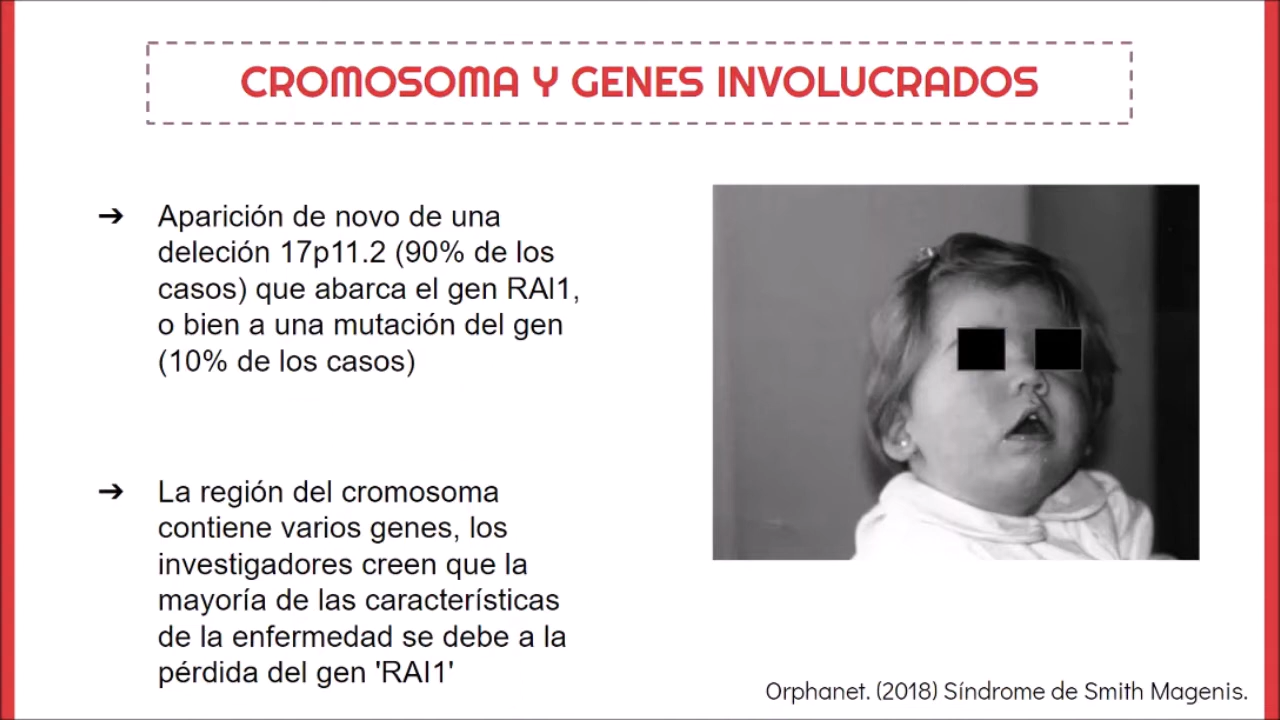 CROMOSOMA Y GENES INVOLUCRADOS
➔ Aparición de novo de una
deleción 17p11.2 (90% de los
casos) que abarca el gen RAI1,
o bien a una mutación del gen
(10% de los casos)
➔ La región del cromosoma
contiene varios genes, los
investigadores creen que la
mayoría de las características
de la enfermedad se debe a la
pérdida del gen 'RAI1'
Orphanet. (2018) Síndrome de Smith Magenis.